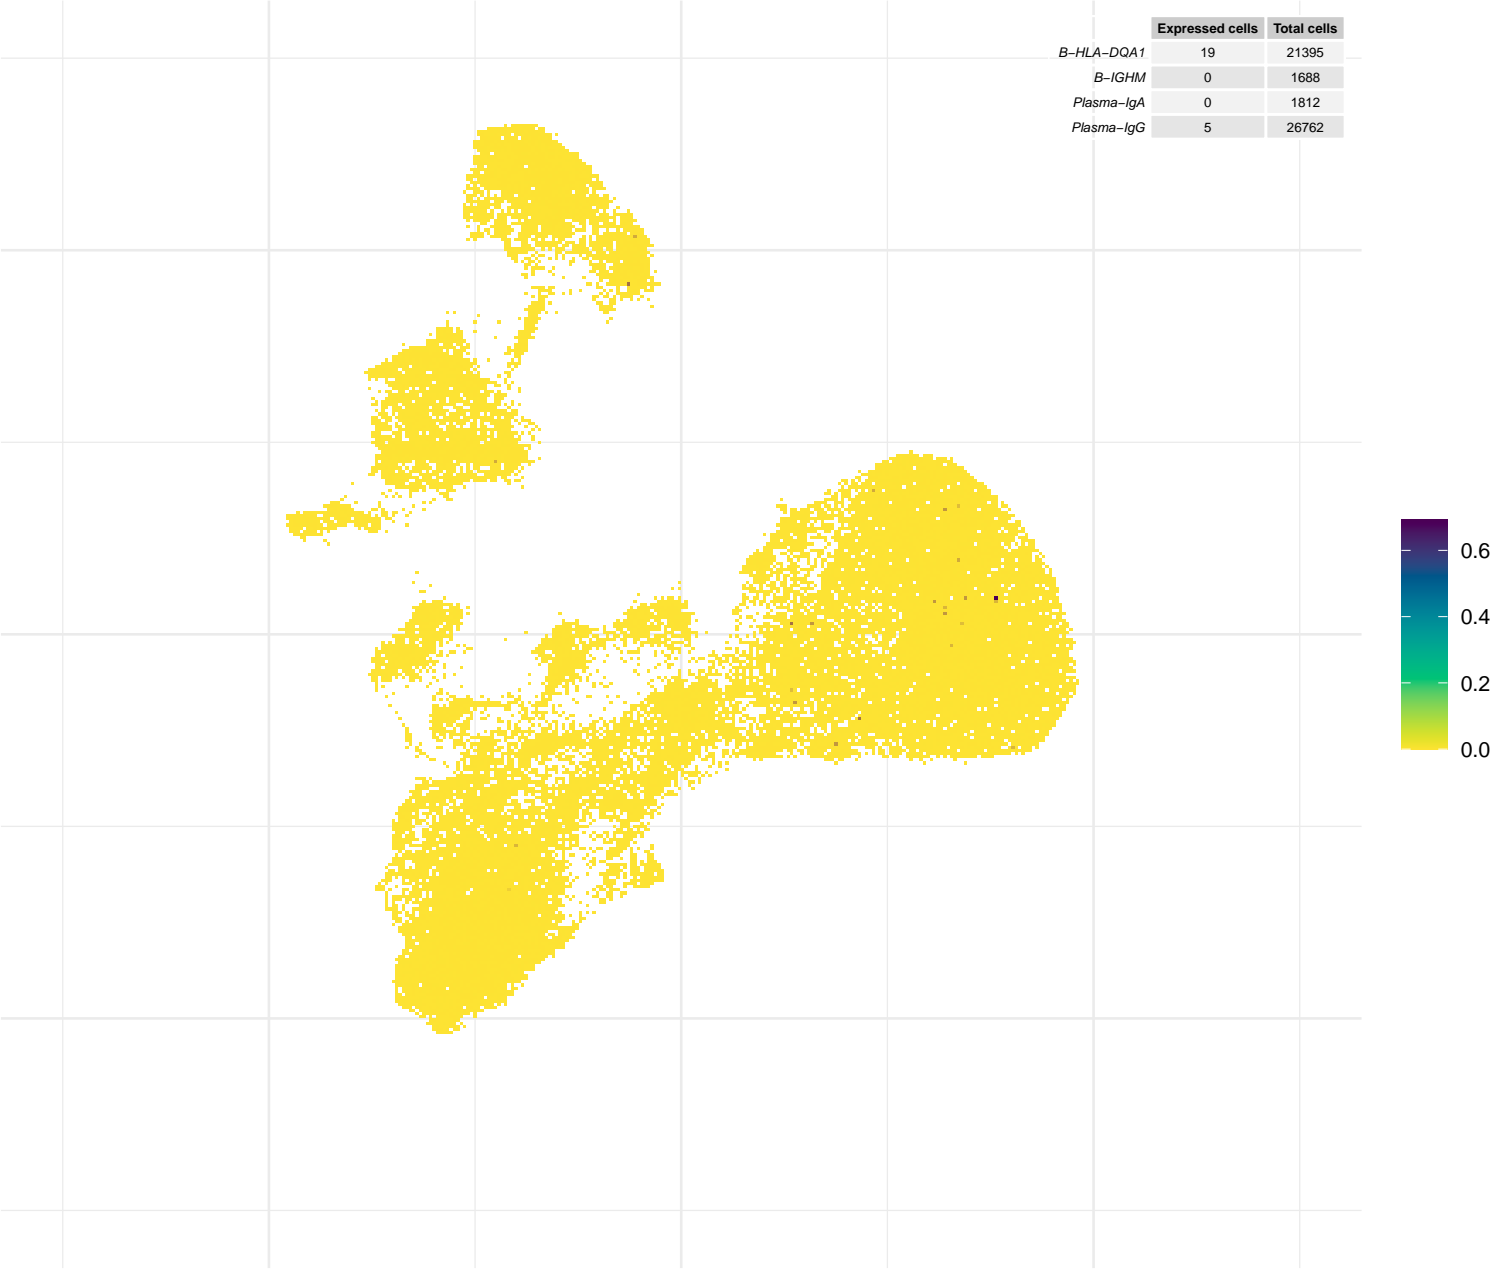 Expressed cells Total cells
B−HLA−DQA1 19 21395
B−IGHM 0 1688
Plasma−IgA 0 1812
Plasma−IgG 5 26762
0.6
0.4
0.2
0.0